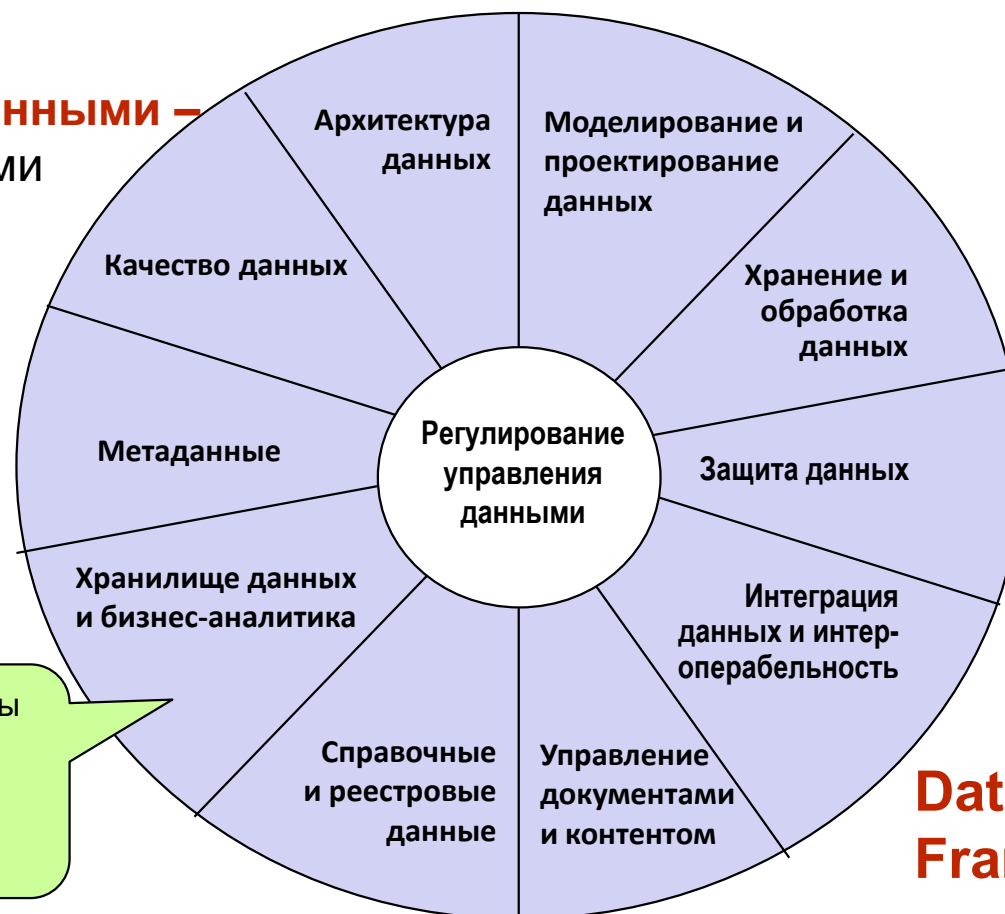 нными –
ми
Архитектура
данных
Моделирование и
проектирование
данных
Качество данных
Хранение и
обработка
данных
Метаданные
Регулирование
управления
данными
Защита данных
Хранилище данных
и бизнес-аналитика
Интеграция
данных и интер-
операбельность
ы
Справочные
и реестровые
данные
Управление
документами
и контентом
Dat
Fra